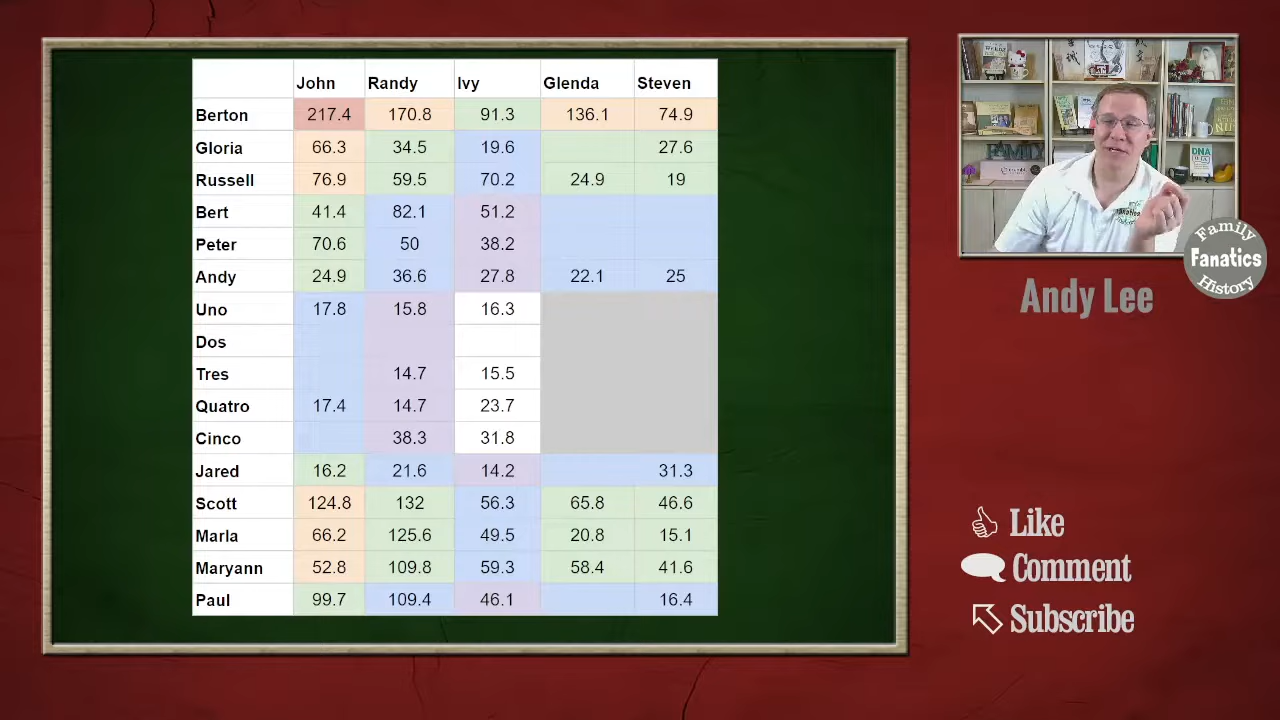 John Randy Ivy Glenda Steven
Berton 217.4 170.8 91.3 136.1 74.9
Gloria 66.3 34.5 19.6 27.6
Russell 76.9 59.5 70.2 24.9 19
Bert 41.4 82.1 51.2
Peter 70.6 50 38.2
Andy 24.9 36.6 27.8 22.1 25
Uno 17.8 15.8 16.3
Dos
Tres 14.7 15.5
Quatro 17.4 14.7 23.7
Cinco 38.3 31.8
Jared 16.2 21.6 14.2 31.3
Scott 124.8 132 56.3 65.8 46.6
Marla 66.2 125.6 49.5 20.8 15.1
Maryann 52.8 109.8 59.3 58.4 41.6
Paul 99.7 109.4 46.1 16.4
DNA
Family
Fanatics
History
Andy Lee
Like
Comment
Subscribe